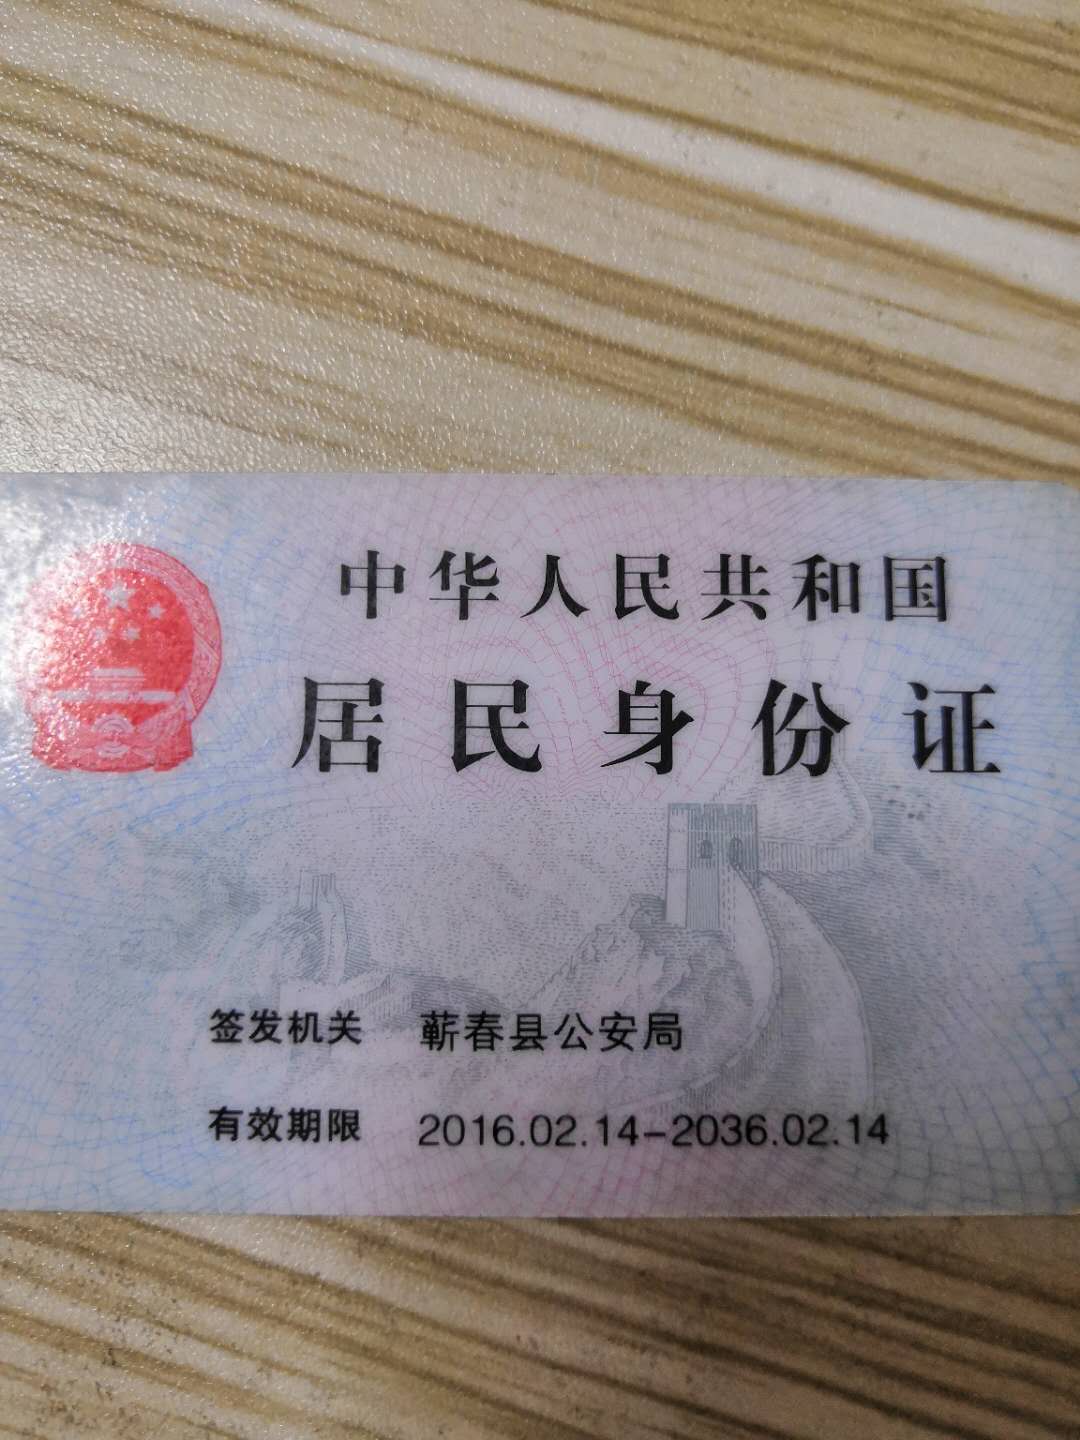 中华人民共和国
居民身份证
签发机关 蕲春县公安局
有效期限 2016.02.14-2036.02.14